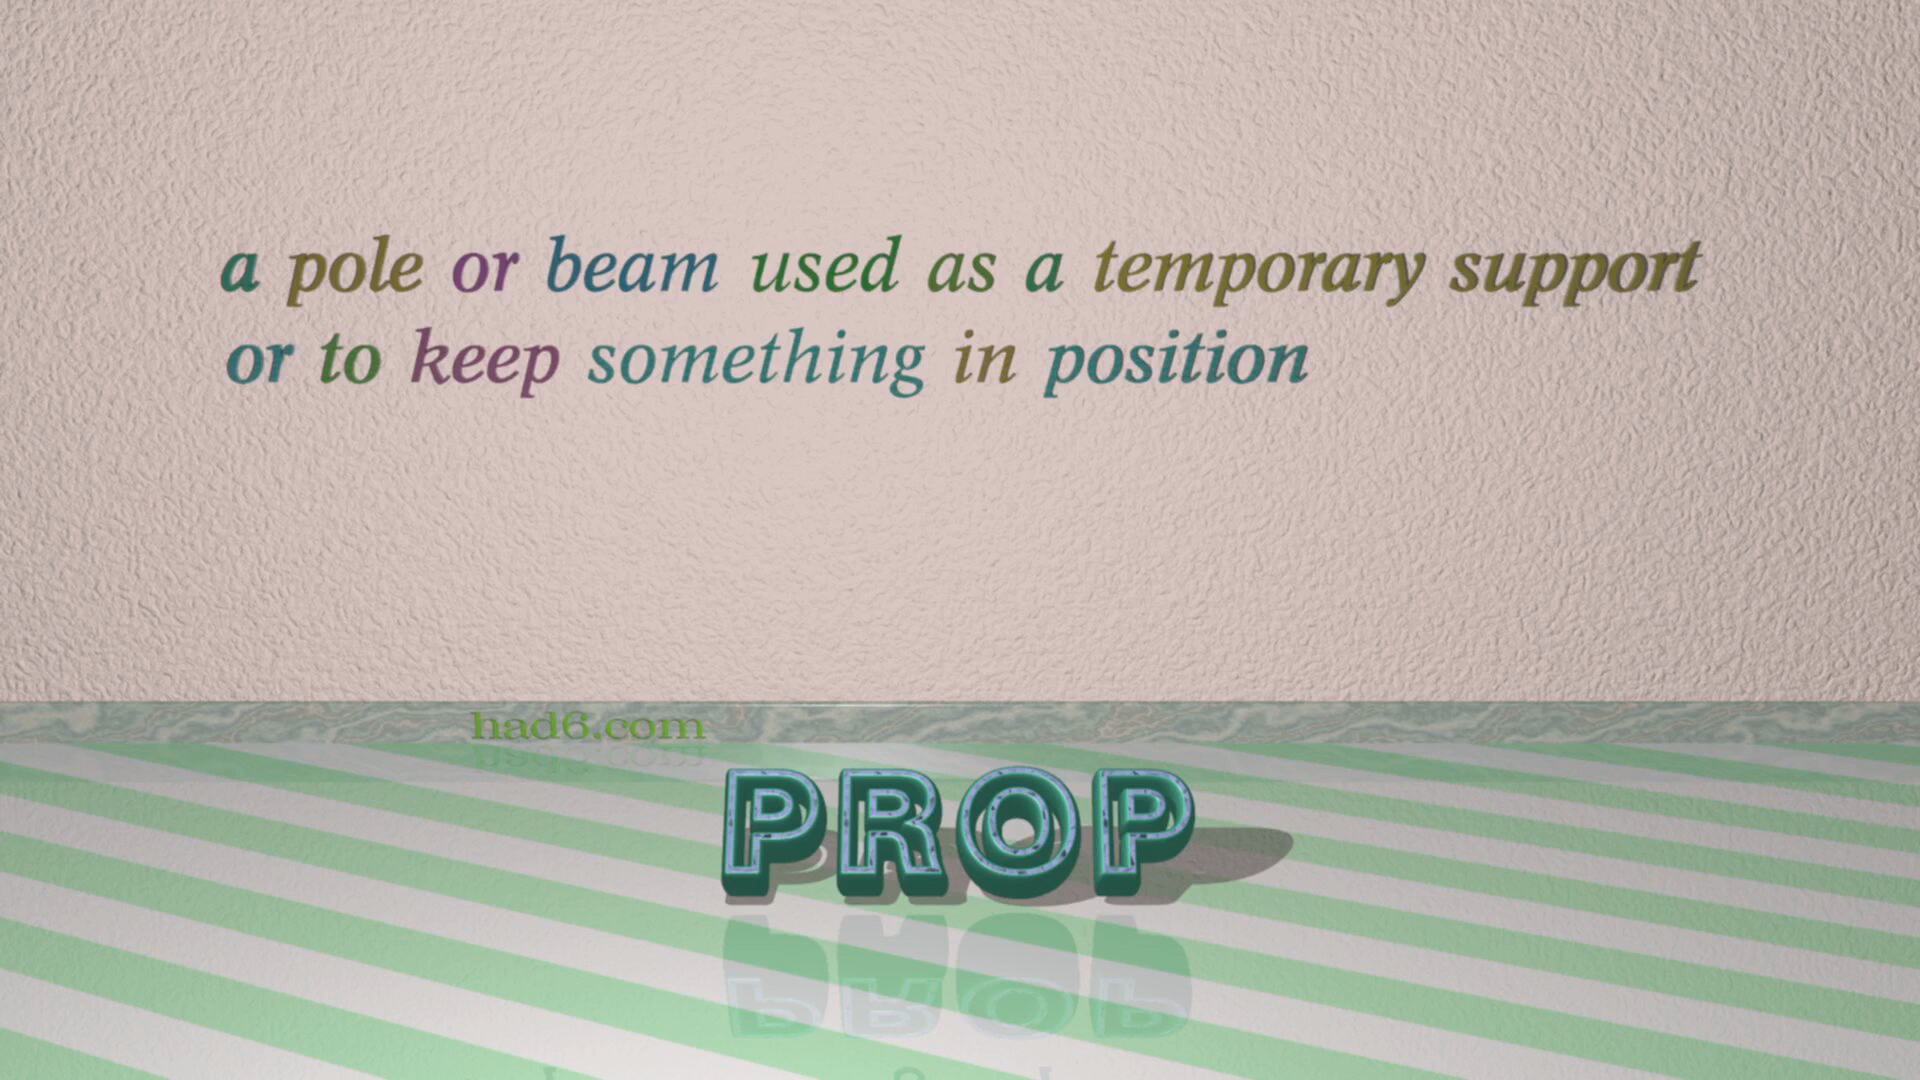 a pole or beam used as a temporary support
or to keep something in position
had6.com
PROP